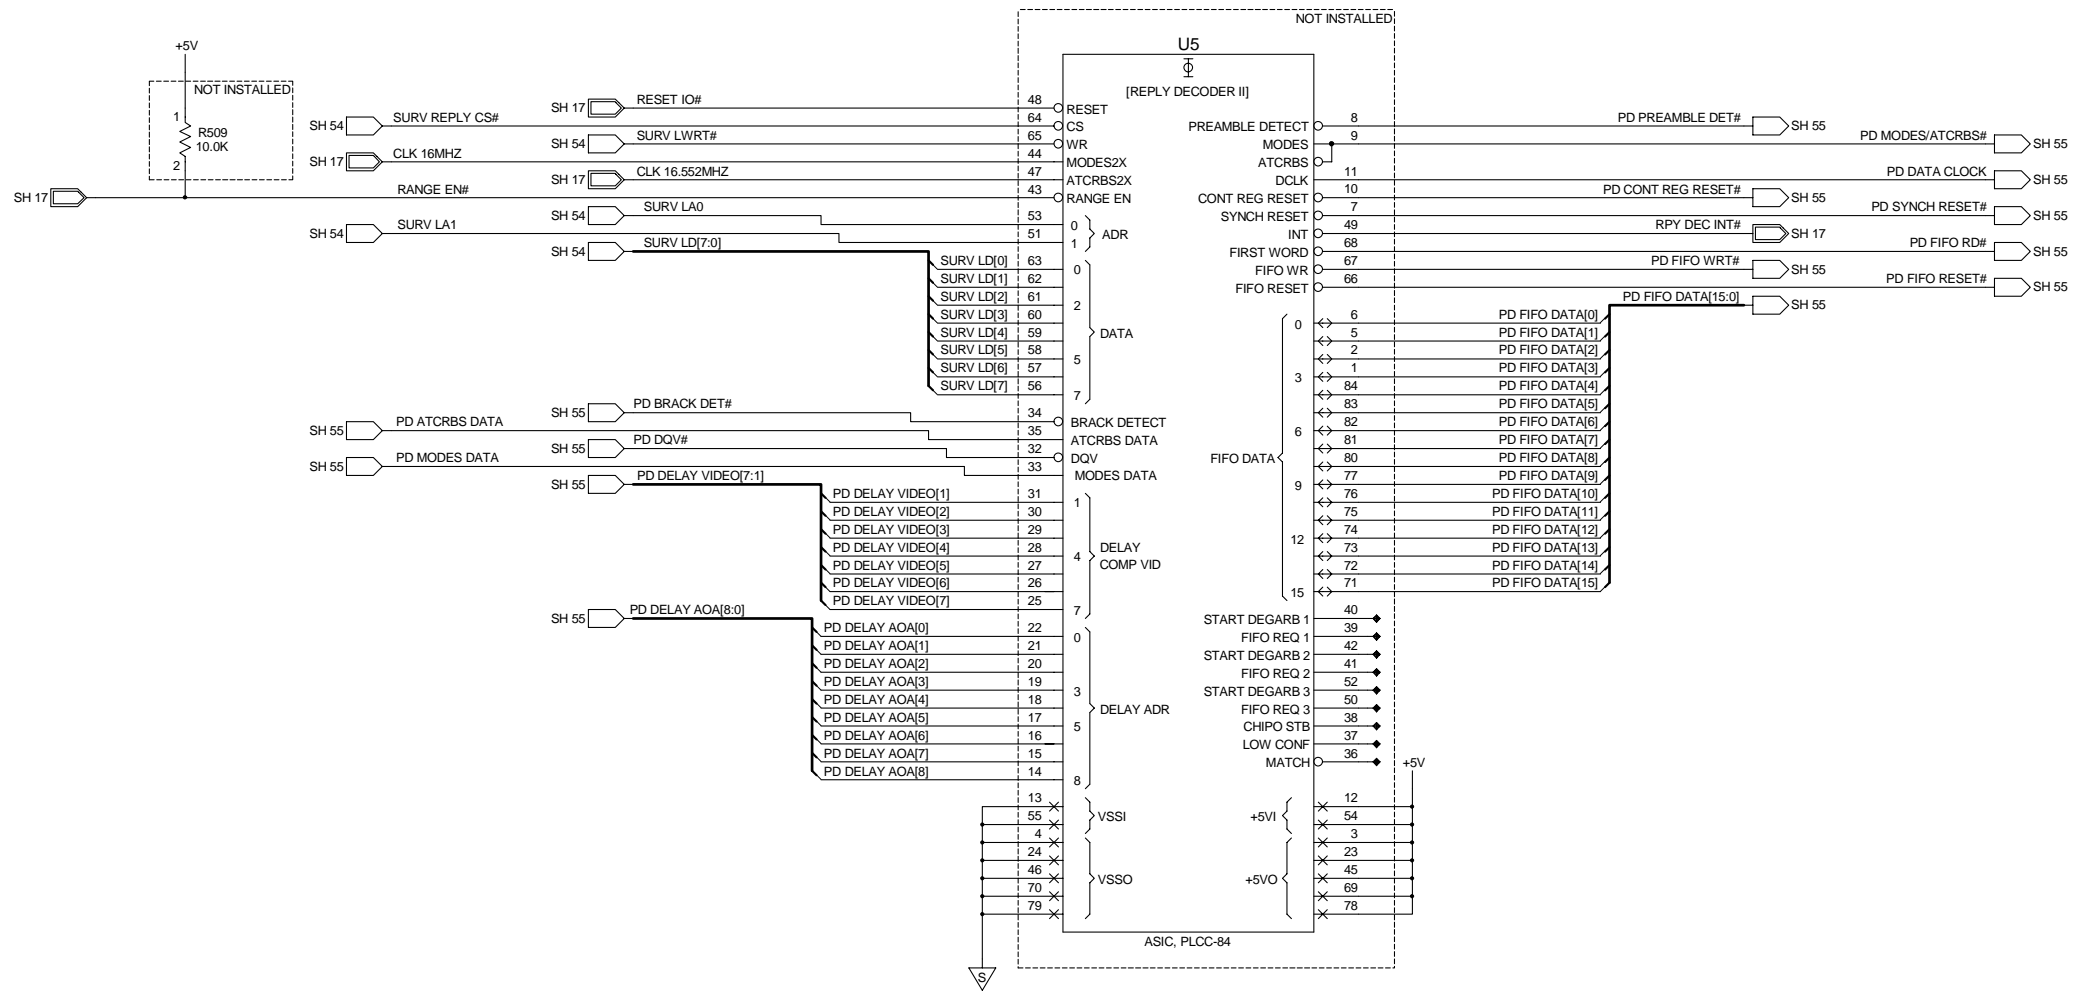 NOT INSTALLED
U5
+5V
NOT INSTALLED
[REPLY DECODER II]
1
R509
10.0K
2
SH 17 RESET IO# 48 RESET
SH 54 SURV REPLY CS# 64 CS
SH 54 SURV LWRT# 65 WR
SH 17 CLK 16MHZ 44 MODES2X
SH 17 CLK 16.552MHZ 47 ATCRBS2X
SH 17 RANGE EN# 43 RANGE EN
SH 54 SURV LA0 53 0
SH 54 SURV LA1 51 1
ADR
SH 54 SURV LD[7:0]
SURV LD[0] 63 0
SURV LD[1] 62
SURV LD[2] 61 2
SURV LD[3] 60
SURV LD[4] 59
DATA
SURV LD[5] 58 5
SURV LD[6] 57
SURV LD[7] 56 7
SH 55 PD BRACK DET# 34 BRACK DETECT
SH 55 PD ATCRBS DATA 35 ATCRBS DATA
SH 55 PD DQV# 32 DQV
SH 55 PD MODES DATA 33 MODES DATA
SH 55 PD DELAY VIDEO[7:1]
PD DELAY VIDEO[1] 31 1
PD DELAY VIDEO[2] 30
PD DELAY VIDEO[3] 29
PD DELAY VIDEO[4] 28 4
DELAY
COMP VID
PD DELAY VIDEO[5] 27
PD DELAY VIDEO[6] 26
PD DELAY VIDEO[7] 25 7
SH 55 PD DELAY AOA[8:0]
PD DELAY AOA[0] 22 0
PD DELAY AOA[1] 21
PD DELAY AOA[2] 20
PD DELAY AOA[3] 19 3
PD DELAY AOA[4] 18
DELAY ADR
PD DELAY AOA[5] 17 5
PD DELAY AOA[6] 16
PD DELAY AOA[7] 15
PD DELAY AOA[8] 14 8
13
55
VSSI
4
24
46
VSSO
70
79
S
PREAMBLE DETECT 8 PD PREAMBLE DET# SH 55
MODES 9 PD MODES/ATCRBS# SH 55
ATCRBS
DCLK 11 PD DATA CLOCK SH 55
CONT REG RESET 10 PD CONT REG RESET# SH 55
SYNCH RESET 7 PD SYNCH RESET# SH 55
INT 49 RPY DEC INT# SH 17
FIRST WORD 68 PD FIFO RD# SH 55
FIFO WR 67 PD FIFO WRT# SH 55
FIFO RESET 66 PD FIFO RESET# SH 55
PD FIFO DATA[15:0] SH 55
0 6 PD FIFO DATA[0]
5 PD FIFO DATA[1]
2 PD FIFO DATA[2]
3 1 PD FIFO DATA[3]
84 PD FIFO DATA[4]
83 PD FIFO DATA[5]
6 82 PD FIFO DATA[6]
81 PD FIFO DATA[7]
FIFO DATA
80 PD FIFO DATA[8]
9 77 PD FIFO DATA[9]
76 PD FIFO DATA[10]
75 PD FIFO DATA[11]
12 74 PD FIFO DATA[12]
73 PD FIFO DATA[13]
72 PD FIFO DATA[14]
15 71 PD FIFO DATA[15]
START DEGARB 1 40
FIFO REQ 1 39
START DEGARB 2 42
FIFO REQ 2 41
START DEGARB 3 52
FIFO REQ 3 50
CHIPO STB 38
LOW CONF 37
MATCH 36
+5V
12
+5VI
54
3
23
+5VO
45
69
78
ASIC, PLCC-84